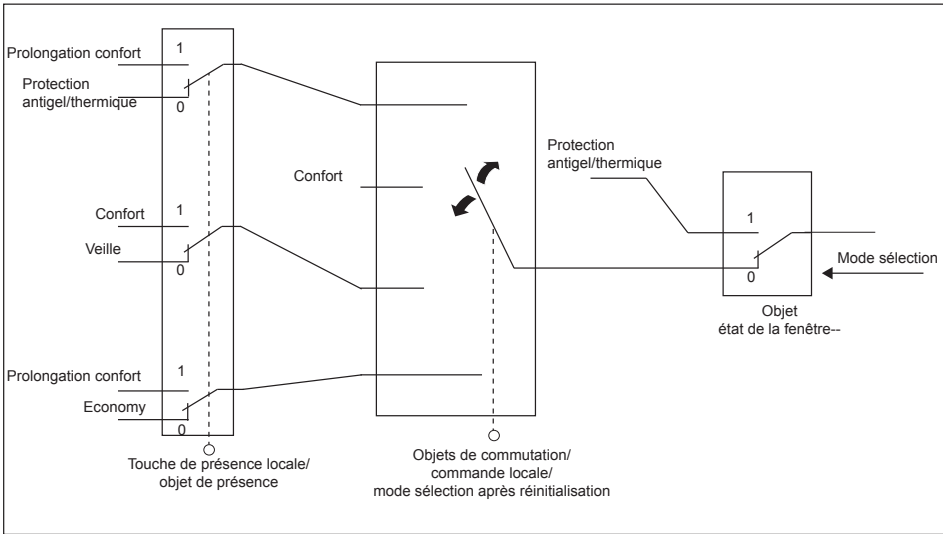 Prolongation confort
1
Protection
antigel/thermique
0
Confort
1
Veille
0
Prolongation confort
1
Economy
0
Touche de présence locale/
objet de présence
Confort
Objets de commutation/
commande locale/
mode sélection après réinitialisation
Protection
antigel/thermique
1
0
Mode sélection
Objet
état de la fenêtre--